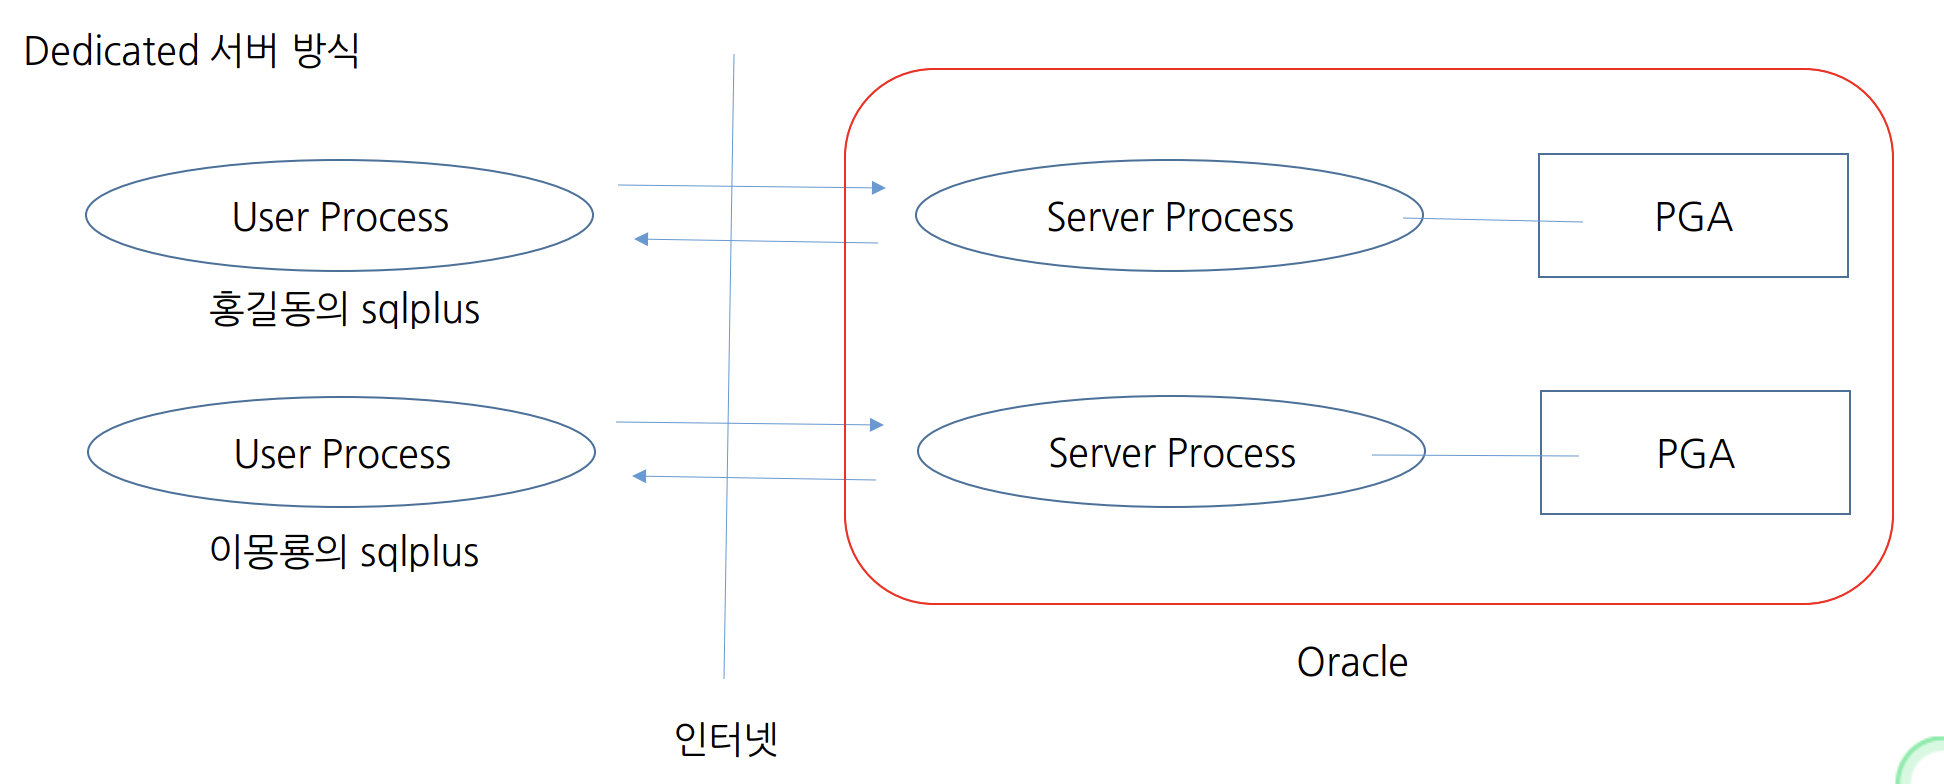 Dedicated 서버 방식
User Process
Server Process
PGA
홍길동의 sqlplus
User Process
Server Process
PGA
이몽룡의 sqlplus
Oracle
인터넷